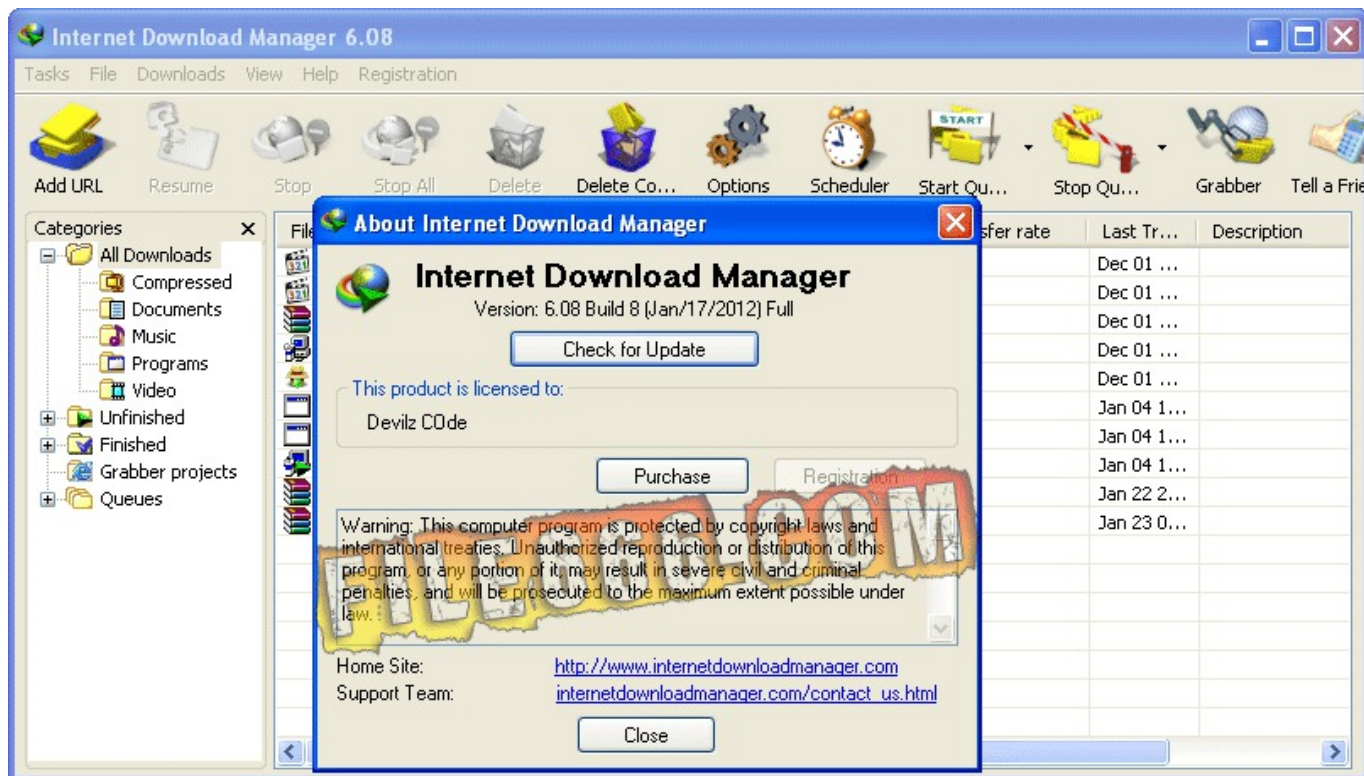 Internet Download Manager 6.08
Tasks File Downloads View Help Registration
Add URL Resume Stop Stop All Delete Delete Co... Options Scheduler Start Qu... Stop Qu... Grabber Tell a Frie
START
Categories
All Downloads
Compressed
Documents
Music
Programs
Video
Unfinished
Finished
Grabber projects
Queues
File
sfer rate Last Tr... Description
Dec 01 ...
Dec 01 ...
Dec 01 ...
Dec 01 ...
Dec 01 ...
Jan 04 1...
Jan 04 1...
Jan 04 1...
Jan 22 2...
Jan 23 0...
About Internet Download Manager
Internet Download Manager
Version: 6.08 Build 8 (Jan/17/2012) Full
Check for Update
This product is licensed to:
Devilz C0de
Purchase Registration
Warning: This computer program is protected by copyright laws and
international treaties. Unauthorized reproduction or distribution of this
program, or any portion of it, may result in severe civil and criminal
penalties, and will be prosecuted to the maximum extent possible under
law.
FILE666.COM
Home Site: http://www.internetdownloadmanager.com
Support Team: internetdownloadmanager.com/contact_us.html
Close